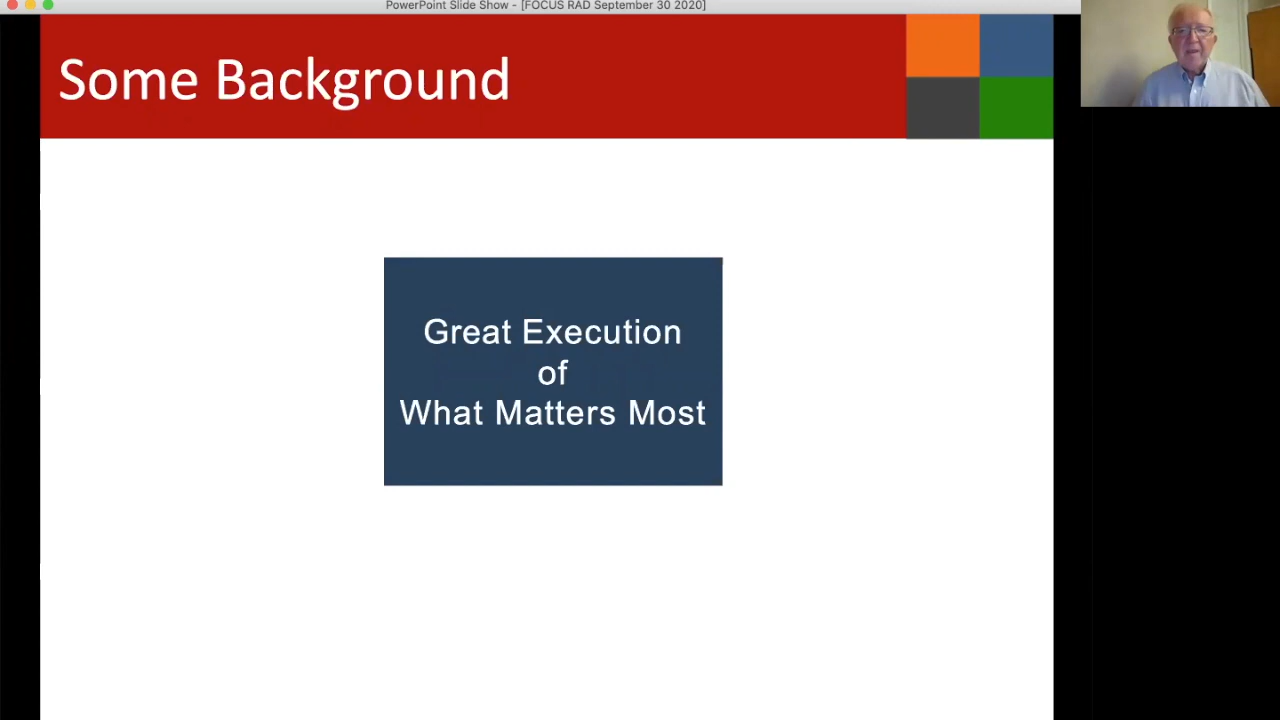 PowerPoint Slide Show - [FOCUS RAD September 30 2020]
Some Background
Great Execution
of
What Matters Most